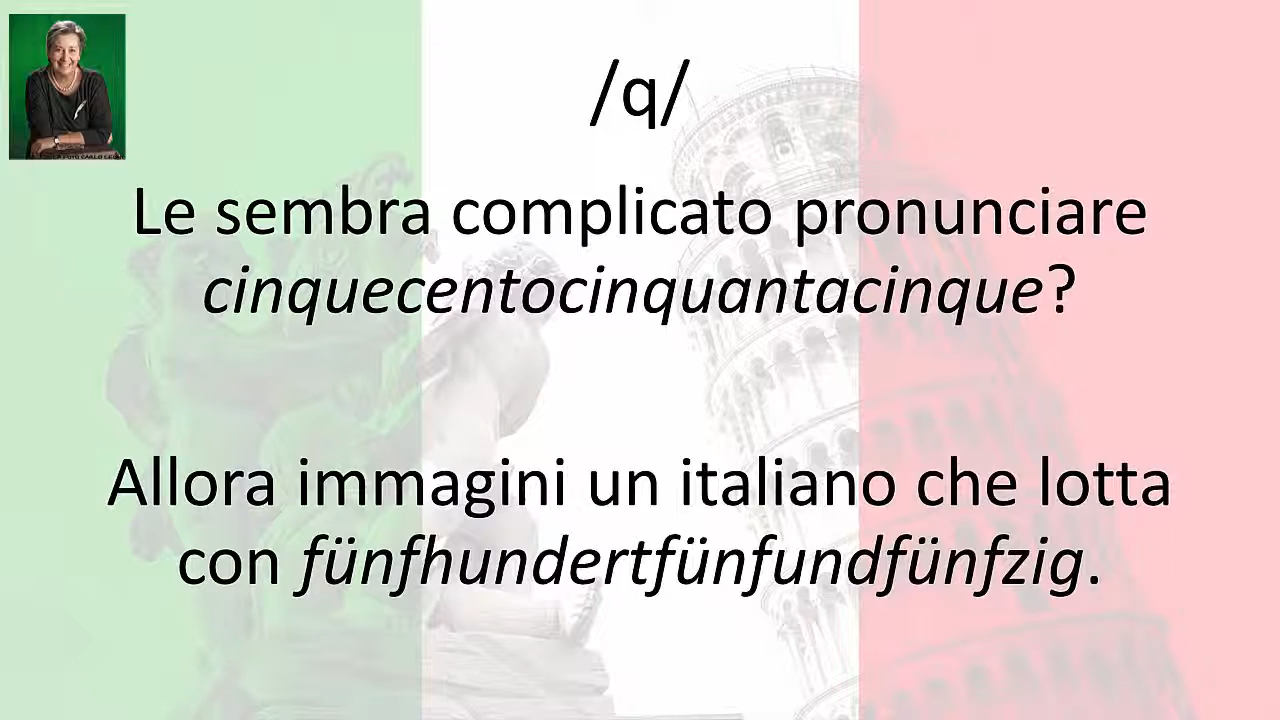 /q/
Le sembra complicato pronunciare
cinquecentocinquantacinque?
Allora immagini un italiano che lotta
con fünfhundertfünfundfünfzig.